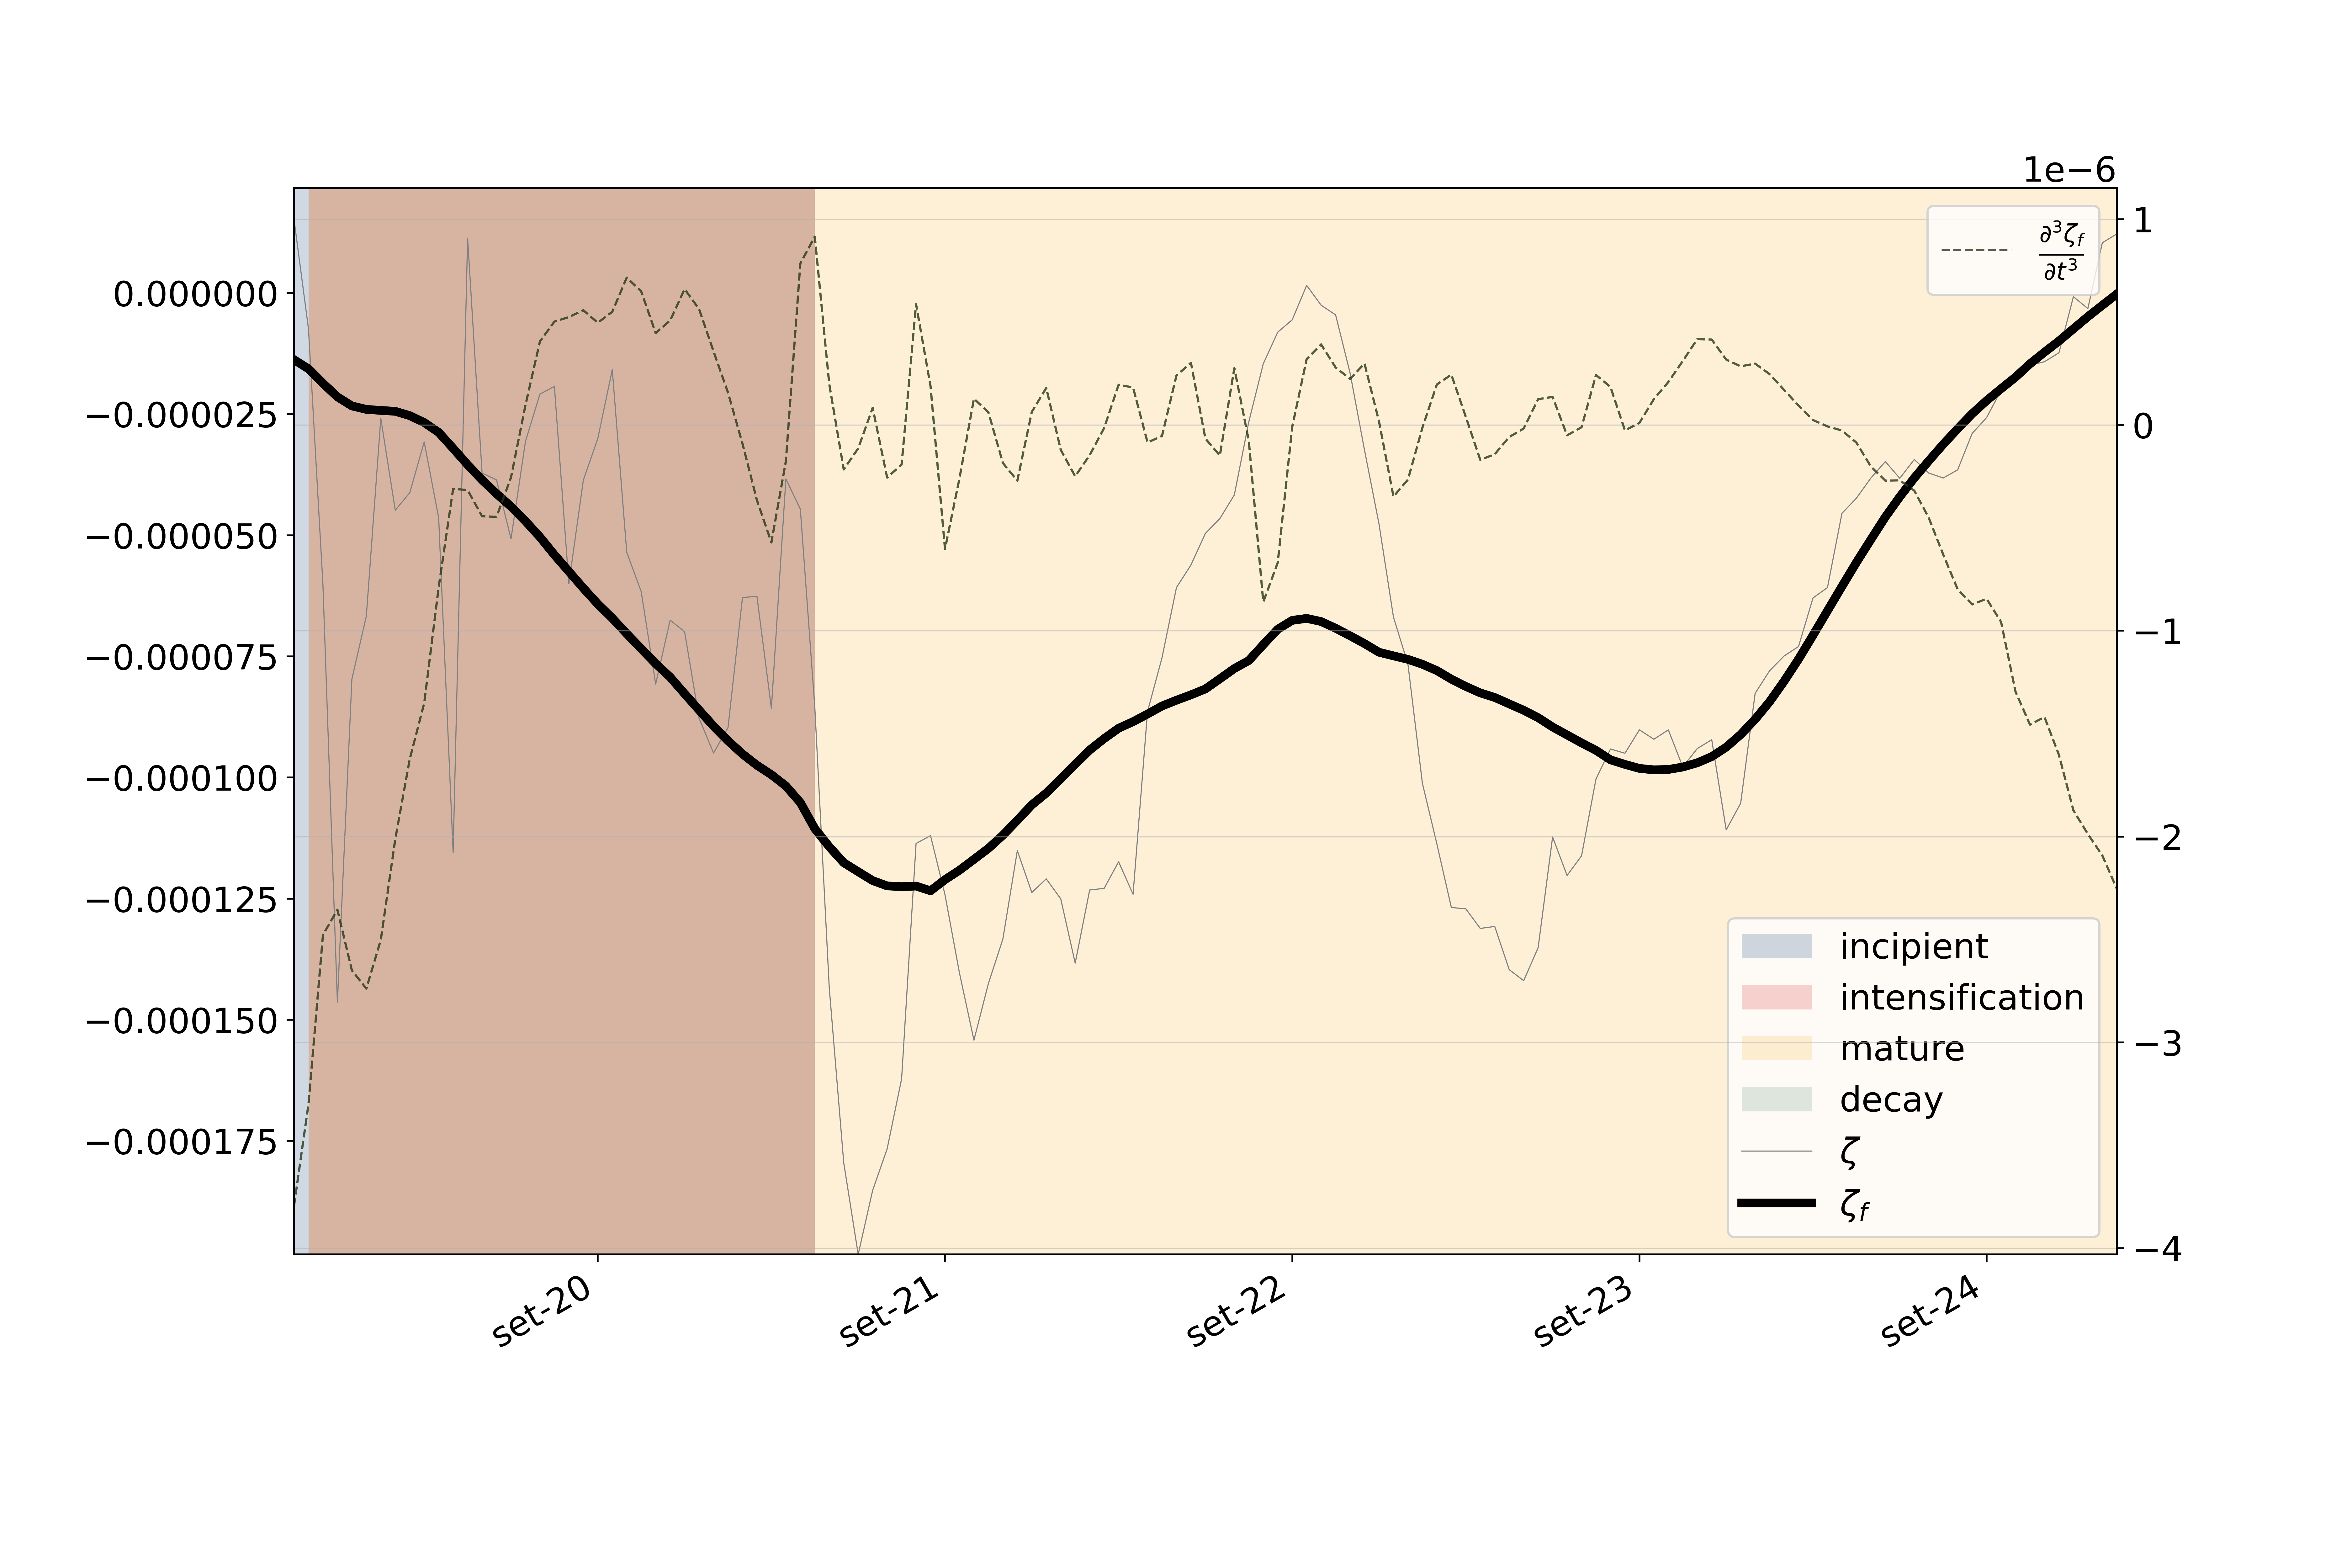 1e−6
0.000000
−0.000025
−0.000050
−0.000075
−0.000100
−0.000125
−0.000150
−0.000175
1
0
−1
−2
−3
−4
∂³ζ_f
∂t³
incipient
intensification
mature
decay
ζ
ζ_f
set-20
set-21
set-22
set-23
set-24